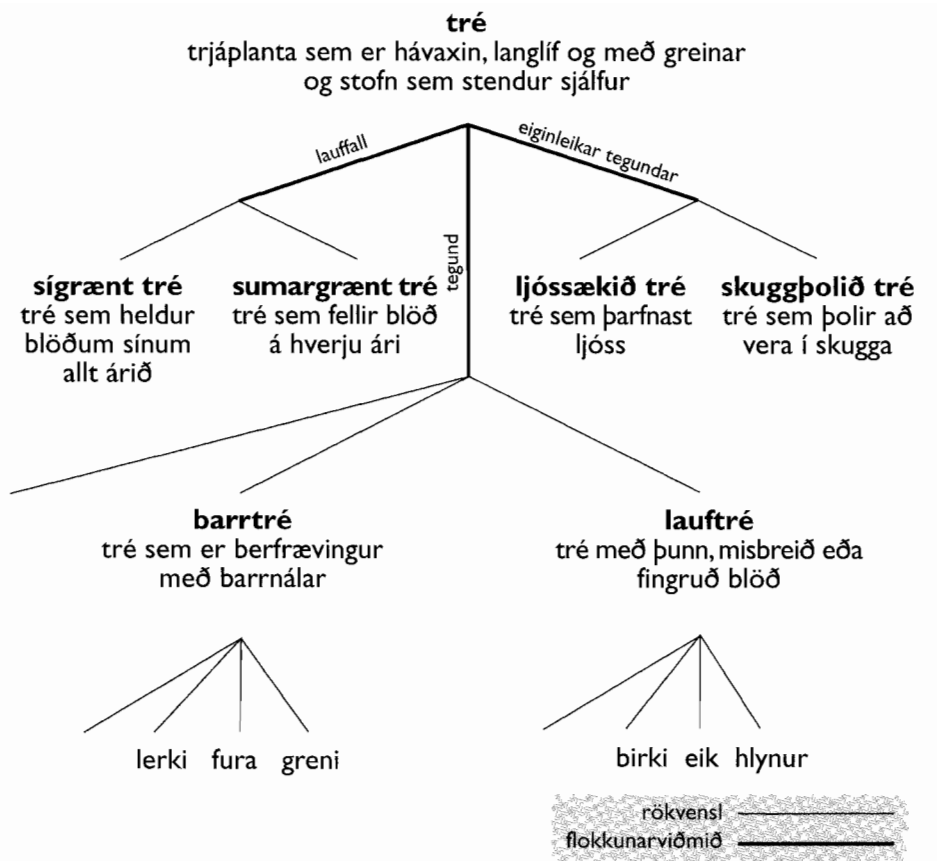 tré
trjáplanta sem er hávaxin, langlíf og með greinar
og stofn sem stendur sjálfur
lauffall
eiginleikar tegundar
tegund
sígrænt tré
tré sem heldur
blöðum sínum
allt árið
sumargrænt tré
tré sem fellir blöð
á hverju ári
ljóssækið tré
tré sem þarfnast
ljóss
skuggþolið tré
tré sem þolir að
vera í skugga
barrtré
tré sem er berfrævingur
með barrnálar
lauftré
tré með þunn, misbreið eða
fingruð blöð
lerki fura greni
birki eik hlynur
rökvensl
flokkunarviðmið